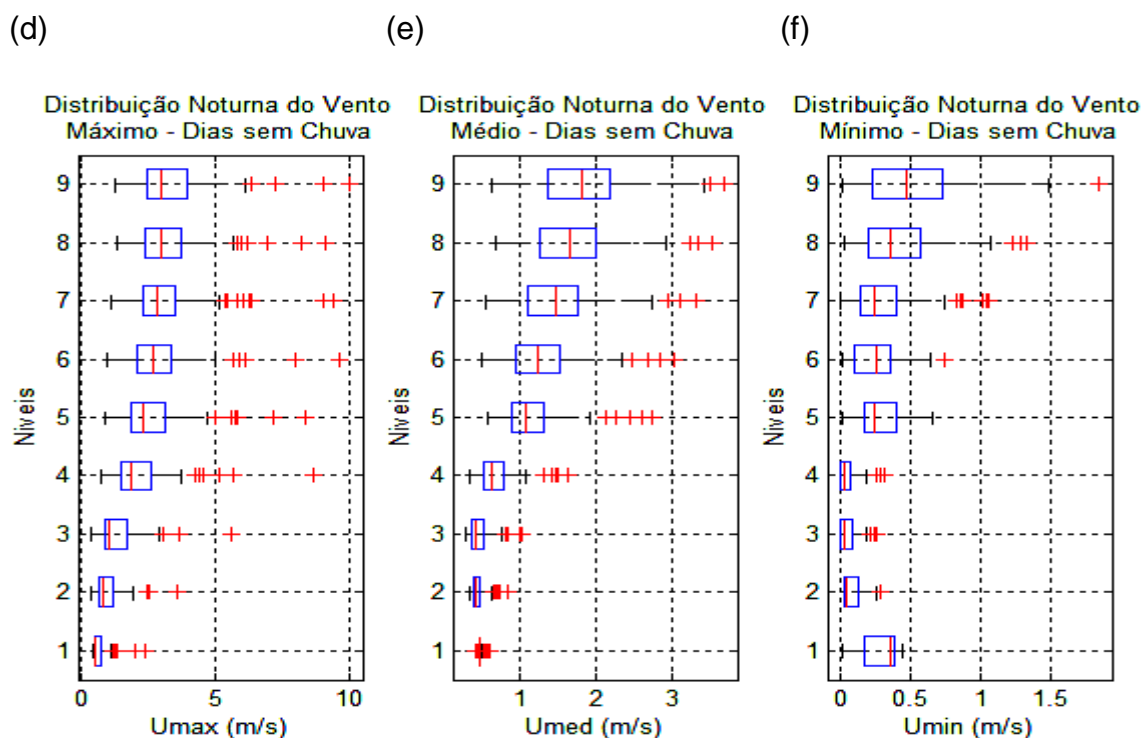 (d)
(e)
(f)
Distribuição Noturna do Vento
Máximo - Dias sem Chuva
9
8
7
6
5
4
3
2
1
Niveis
0
5
10
Umax (m/s)
Distribuição Noturna do Vento
Médio - Dias sem Chuva
9
8
7
6
5
4
3
2
1
Niveis
1
2
3
Umed (m/s)
Distribuição Noturna do Vento
Mínimo - Dias sem Chuva
9
8
7
6
5
4
3
2
1
Niveis
0
0.5
1
1.5
Umin (m/s)